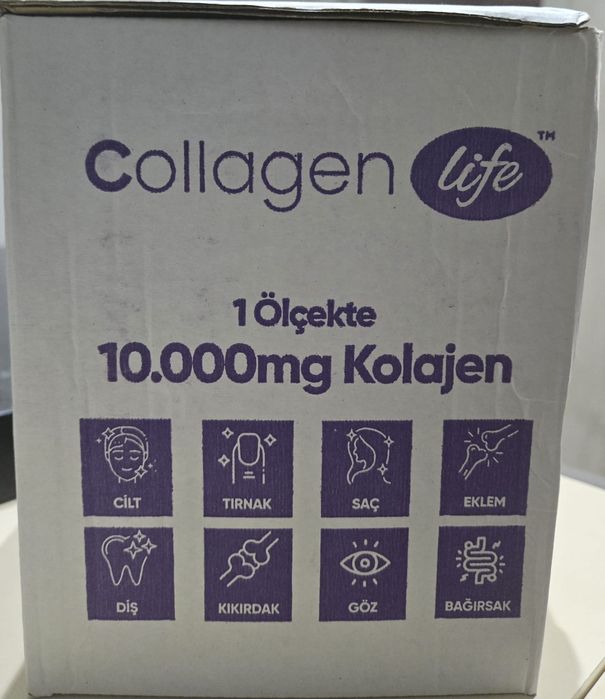 Collagen life™
1 Ölçekte
10.000mg Kolajen
CİLT TIRNAK SAÇ EKLEM
DİŞ KIKIRDAK GÖZ BAĞIRSAK